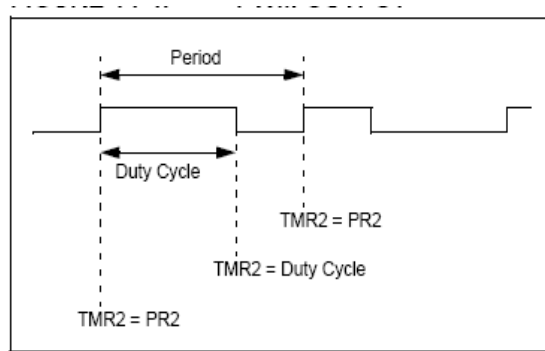 Period
Duty Cycle
TMR2 = PR2
TMR2 = Duty Cycle
TMR2 = PR2